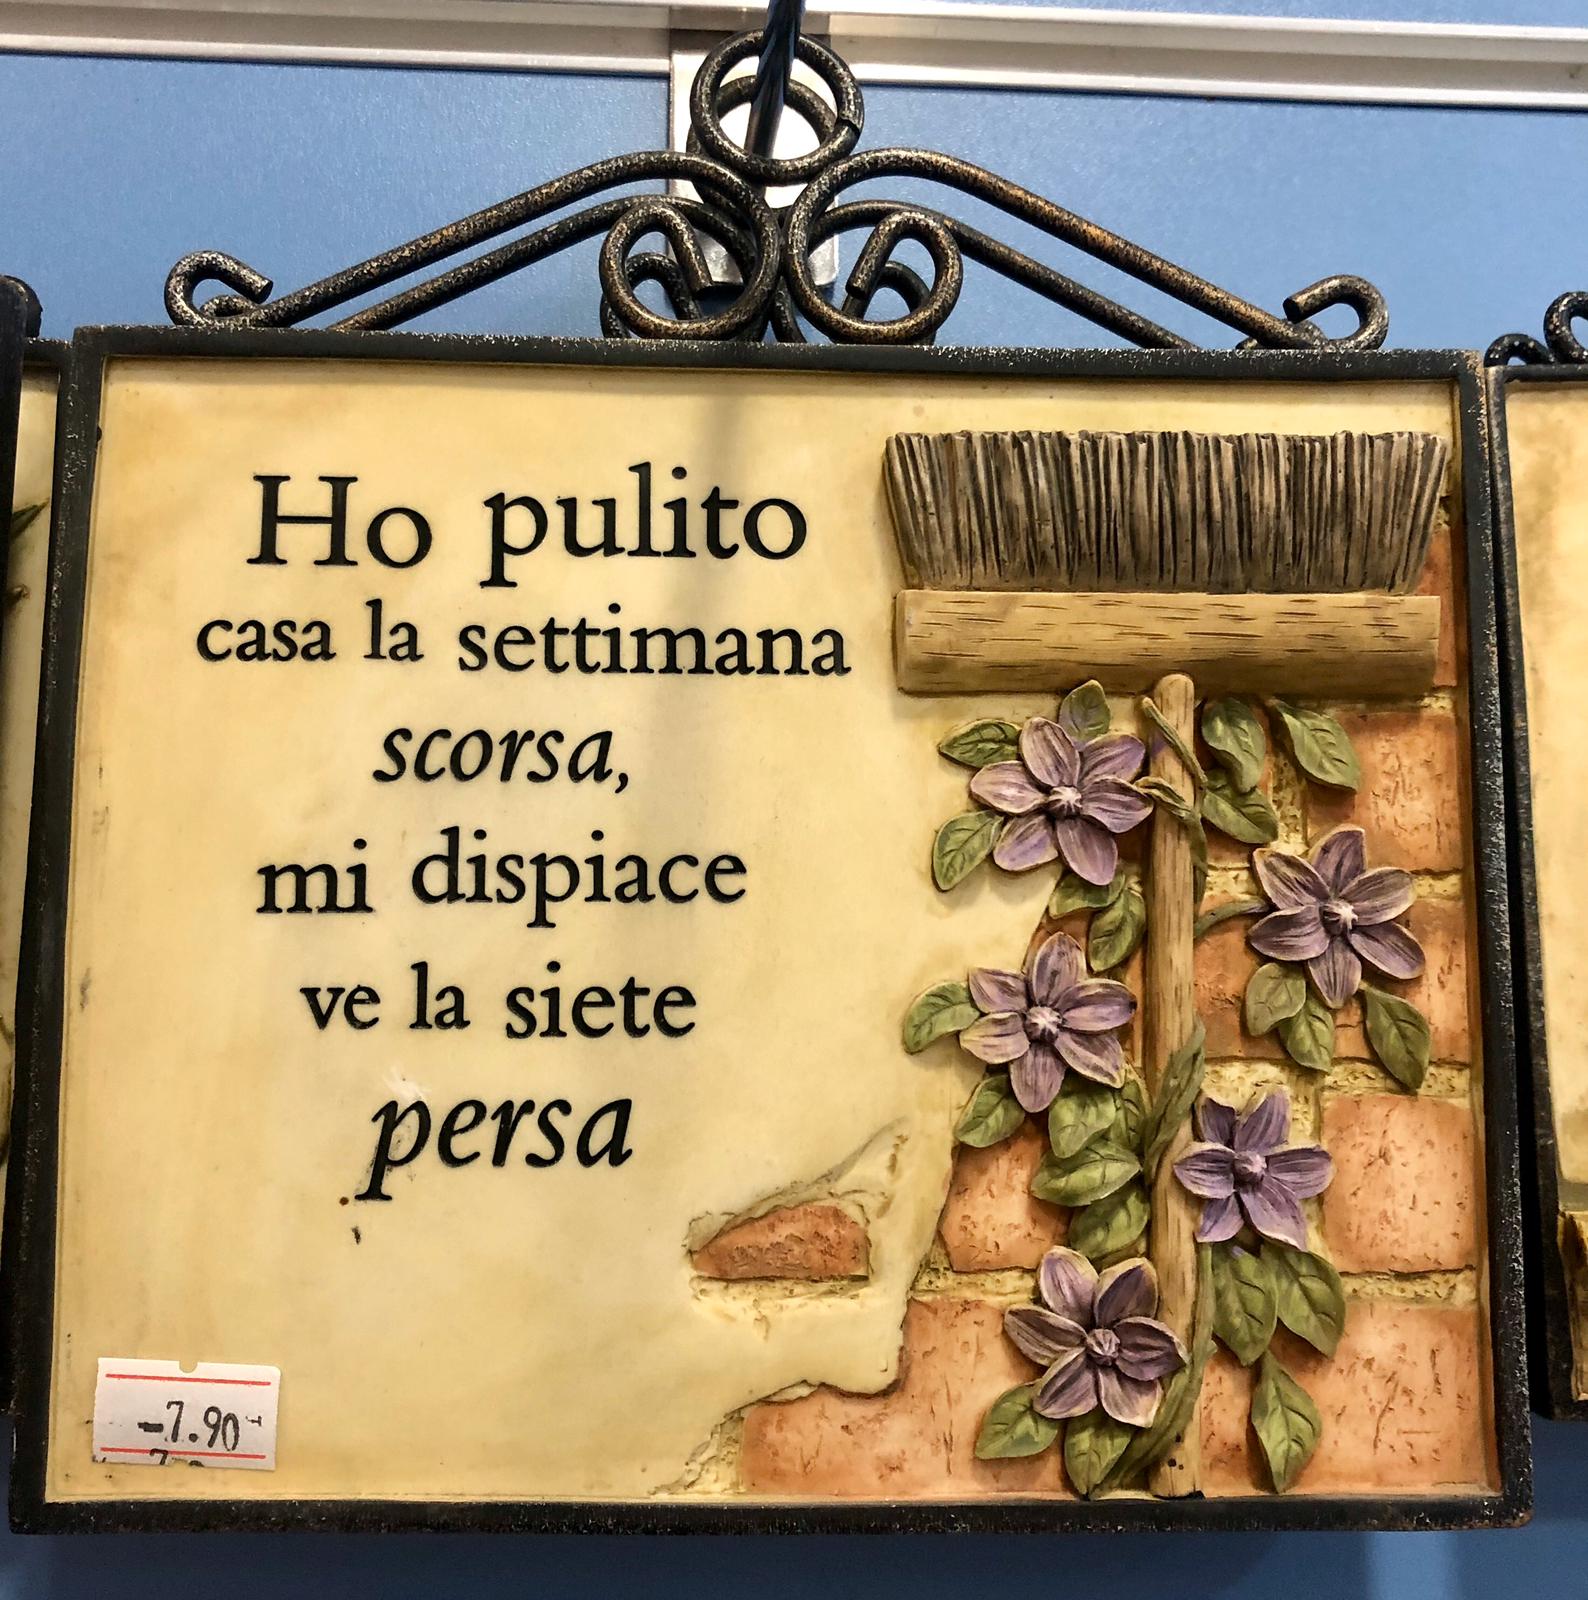 Ho pulito
casa la settimana
scorsa,
mi dispiace
ve la siete
persa
-7.90